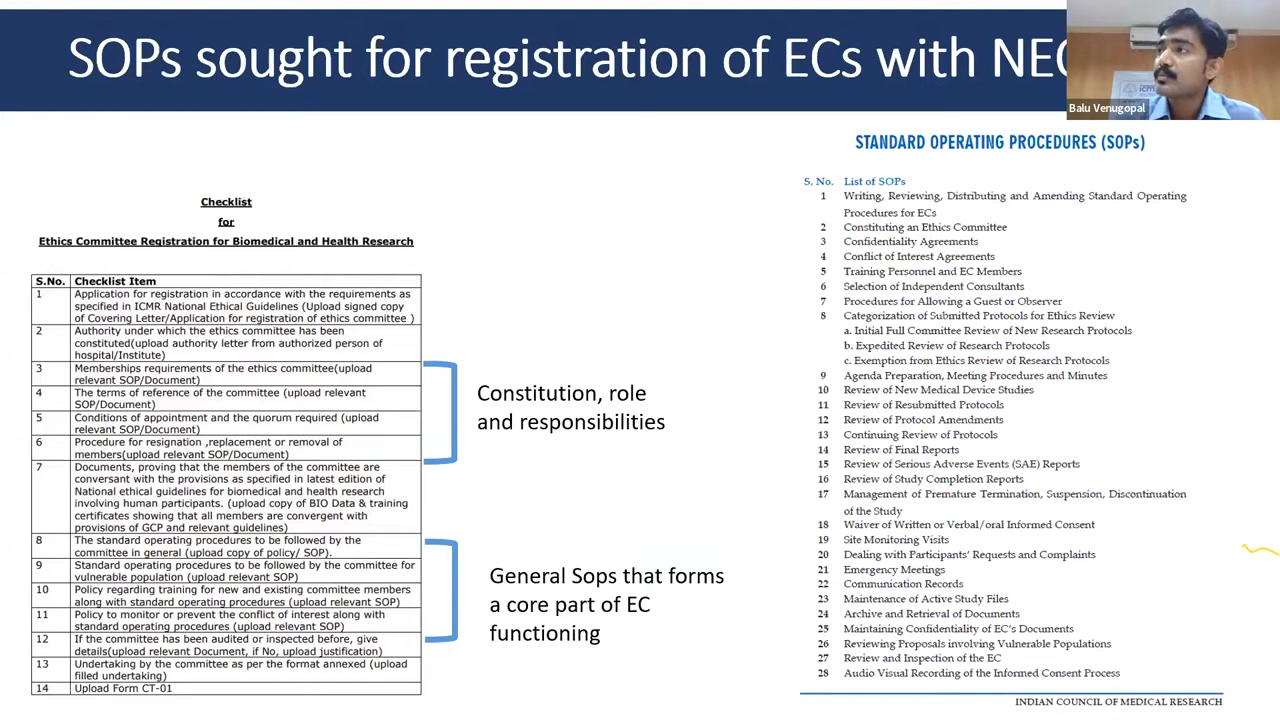 SOPs sought for registration of ECs with NEC
icm
Balu Venugopal
Checklist
for
Ethics Committee Registration for Biomedical and Health Research
S.No. Checklist Item
1 Application for registration in accordance with the requirements as
specified in ICMR National Ethical Guidelines (Upload signed copy
of Covering Letter/Application for registration of ethics committee )
2 Authority under which the ethics committee has been
constituted(upload authority letter from authorized person of
hospital/Institute)
3 Memberships requirements of the ethics committee(upload
relevant SOP/Document)
4 The terms of reference of the committee (upload relevant
SOP/Document)
5 Conditions of appointment and the quorum required (upload
relevant SOP/Document)
6 Procedure for resignation ,replacement or removal of
members(upload relevant SOP/Document)
7 Documents, proving that the members of the committee are
conversant with the provisions as specified in latest edition of
National ethical guidelines for biomedical and health research
involving human participants. (upload copy of BIO Data & training
certificates showing that all members are convergent with
provisions of GCP and relevant guidelines)
8 The standard operating procedures to be followed by the
committee in general (upload copy of policy/ SOP).
9 Standard operating procedures to be followed by the committee for
vulnerable population (upload relevant SOP)
10 Policy regarding training for new and existing committee members
along with standard operating procedures (upload relevant SOP)
11 Policy to monitor or prevent the conflict of interest along with
standard operating procedures (upload relevant SOP)
12 If the committee has been audited or inspected before, give
details(upload relevant Document, if No, upload justification)
13 Undertaking by the committee as per the format annexed (upload
filled undertaking)
14 Upload Form CT-01
Constitution, role
and responsibilities
General Sops that forms
a core part of EC
functioning
STANDARD OPERATING PROCEDURES (SOPs)
S. No. List of SOPs
1 Writing, Reviewing, Distributing and Amending Standard Operating
Procedures for ECs
2 Constituting an Ethics Committee
3 Confidentiality Agreements
4 Conflict of Interest Agreements
5 Training Personnel and EC Members
6 Selection of Independent Consultants
7 Procedures for Allowing a Guest or Observer
8 Categorization of Submitted Protocols for Ethics Review
a. Initial Full Committee Review of New Research Protocols
b. Expedited Review of Research Protocols
c. Exemption from Ethics Review of Research Protocols
9 Agenda Preparation, Meeting Procedures and Minutes
10 Review of New Medical Device Studies
11 Review of Resubmitted Protocols
12 Review of Protocol Amendments
13 Continuing Review of Protocols
14 Review of Final Reports
15 Review of Serious Adverse Events (SAE) Reports
16 Review of Study Completion Reports
17 Management of Premature Termination, Suspension, Discontinuation
of the Study
18 Waiver of Written or Verbal/oral Informed Consent
19 Site Monitoring Visits
20 Dealing with Participants’ Requests and Complaints
21 Emergency Meetings
22 Communication Records
23 Maintenance of Active Study Files
24 Archive and Retrieval of Documents
25 Maintaining Confidentiality of EC’s Documents
26 Reviewing Proposals involving Vulnerable Populations
27 Review and Inspection of the EC
28 Audio Visual Recording of the Informed Consent Process
INDIAN COUNCIL OF MEDICAL RESEARCH